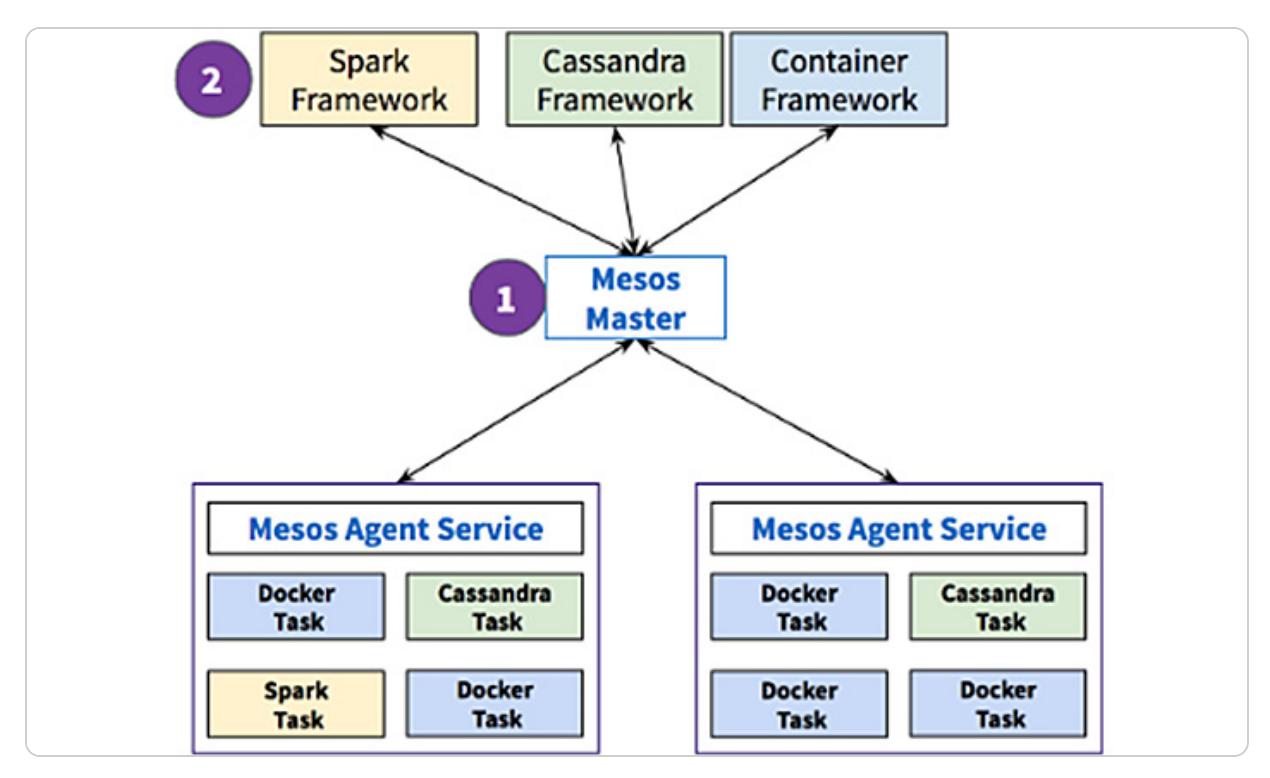 2
Spark
Framework
Cassandra
Framework
Container
Framework
1
Mesos
Master
Mesos Agent Service
Docker
Task
Cassandra
Task
Spark
Task
Docker
Task
Mesos Agent Service
Docker
Task
Cassandra
Task
Docker
Task
Docker
Task